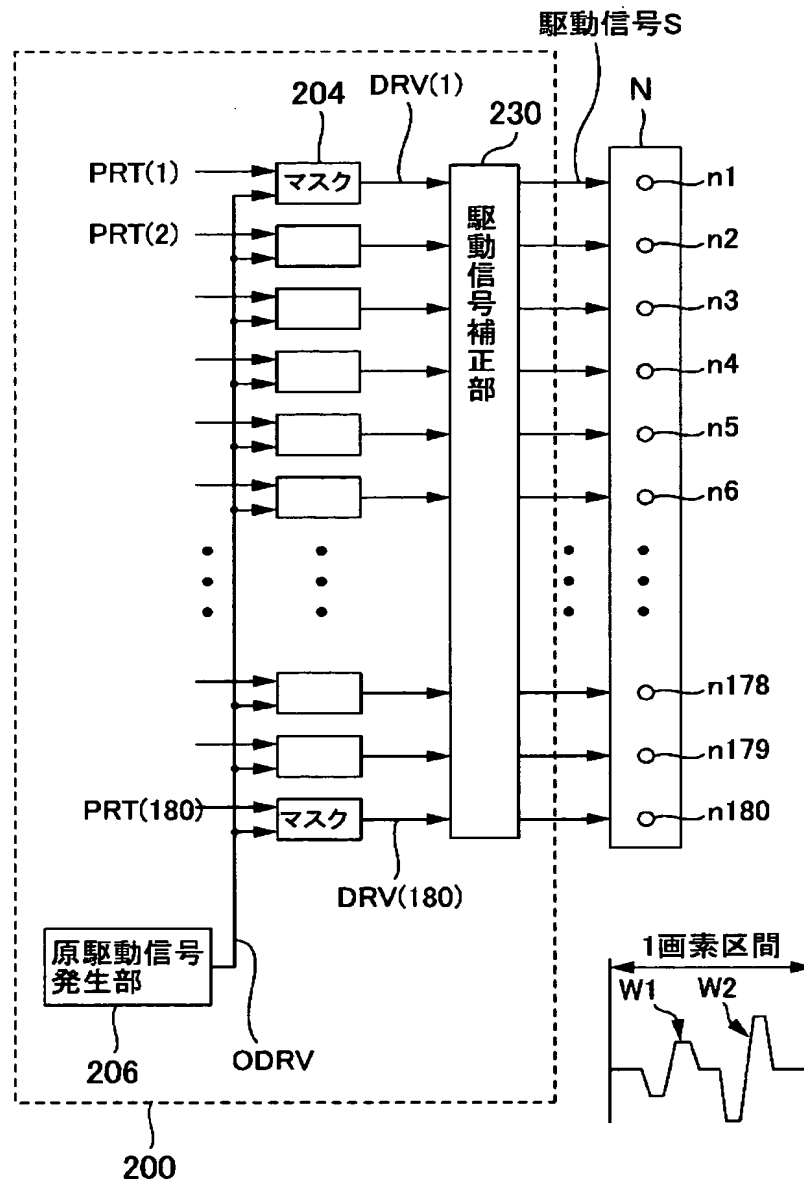 駆動信号S
204
DRV(1)
230
N
PRT(1)
マスク
n1
PRT(2)
n2
駆動信号補正部
n3
n4
n5
n6
n178
n179
PRT(180)
マスク
n180
DRV(180)
原駆動信号
発生部
1画素区間
W1
W2
206
ODRV
200